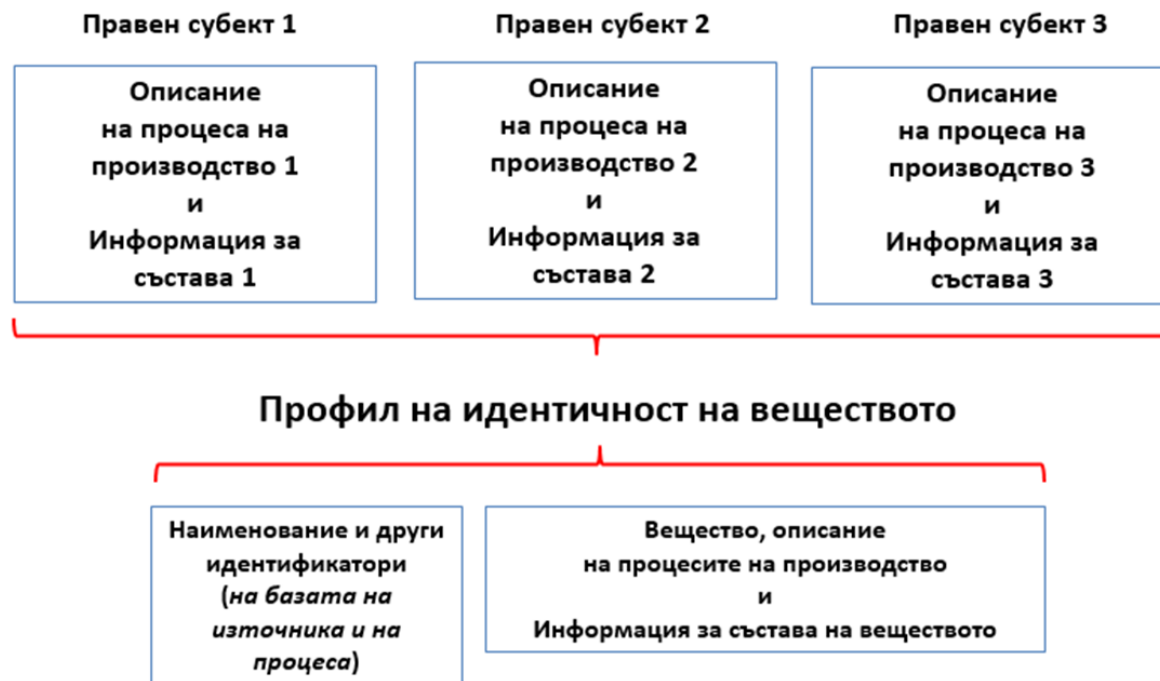 Правен субект 1
Правен субект 2
Правен субект 3
Описание
на процеса на
производство 1
и
Информация за
състава 1
Описание
на процеса на
производство 2
и
Информация за
състава 2
Описание
на процеса на
производство 3
и
Информация за
състава 3
Профил на идентичност на веществото
Наименование и други
идентификатори
(на базата на
източника и на
процеса)
Вещество, описание
на процесите на производство
и
Информация за състава на веществото